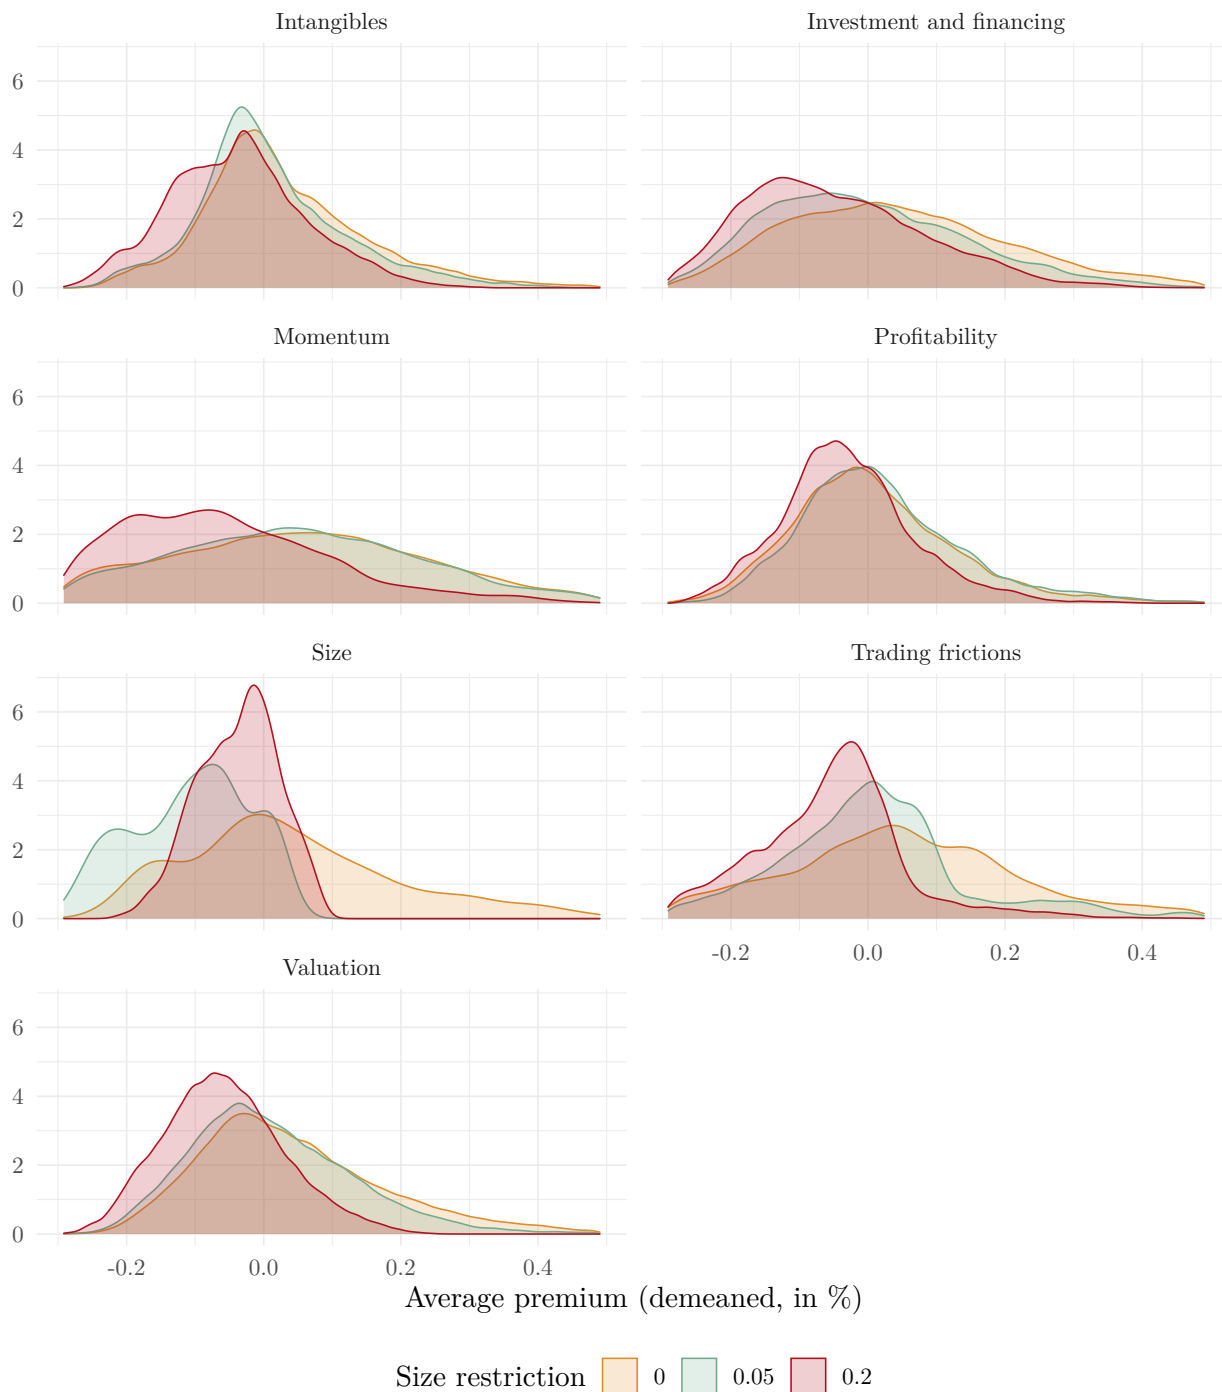 Intangibles
Investment and financing
6
4
2
0
Momentum
Profitability
6
4
2
0
Size
Trading frictions
6
4
2
0
-0.2 0.0 0.2 0.4
Valuation
6
4
2
0
-0.2 0.0 0.2 0.4
Average premium (demeaned, in %)
Size restriction 0 0.05 0.2